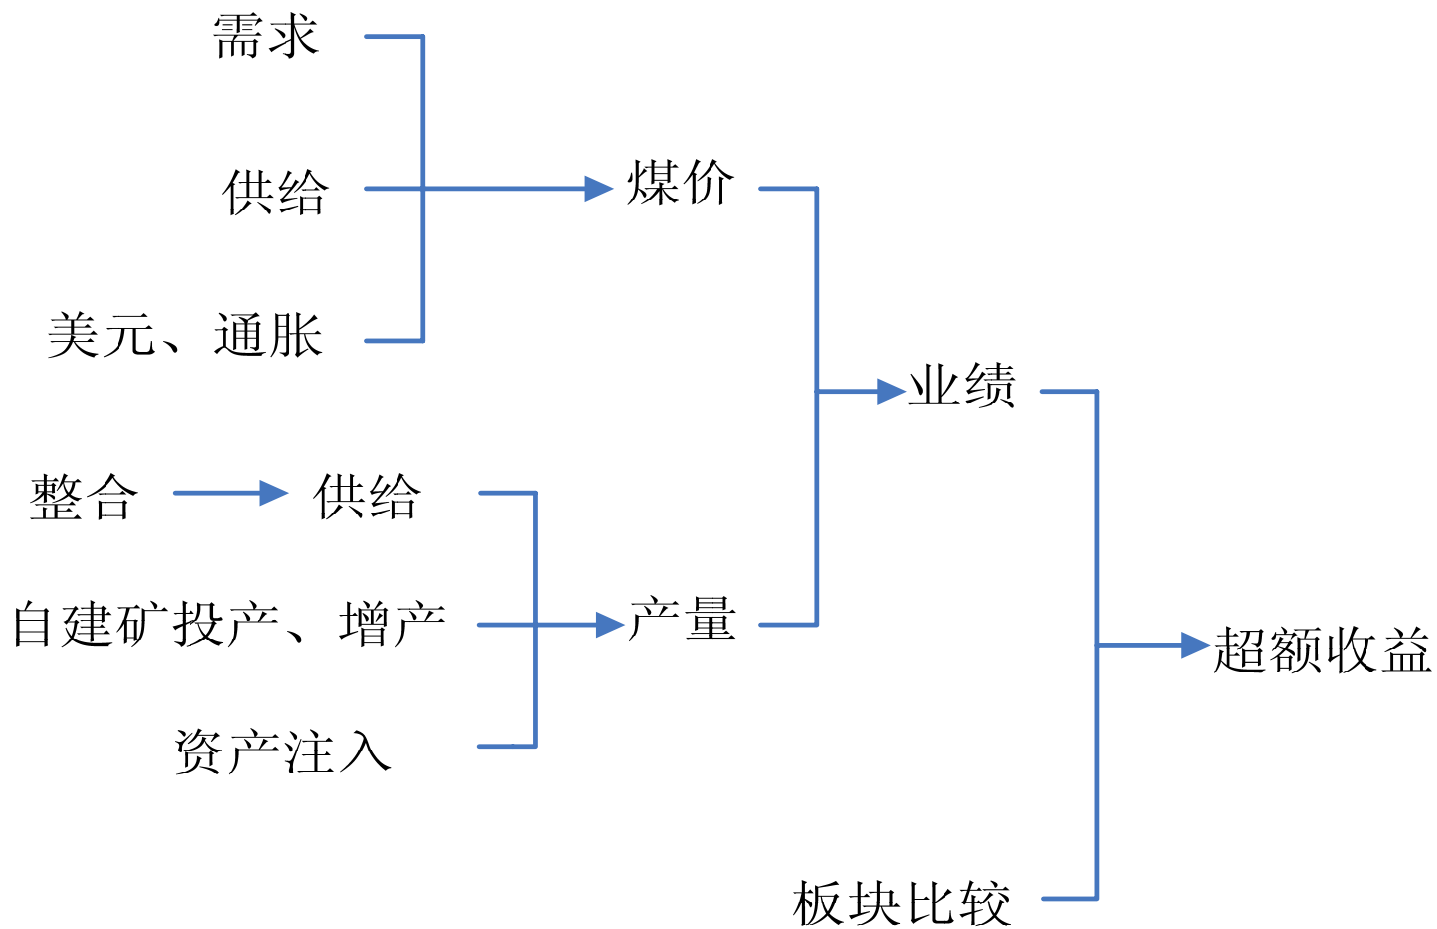 需求
供给
煤价
美元、通胀
业绩
整合
供给
自建矿投产、增产
产量
超额收益
资产注入
板块比较